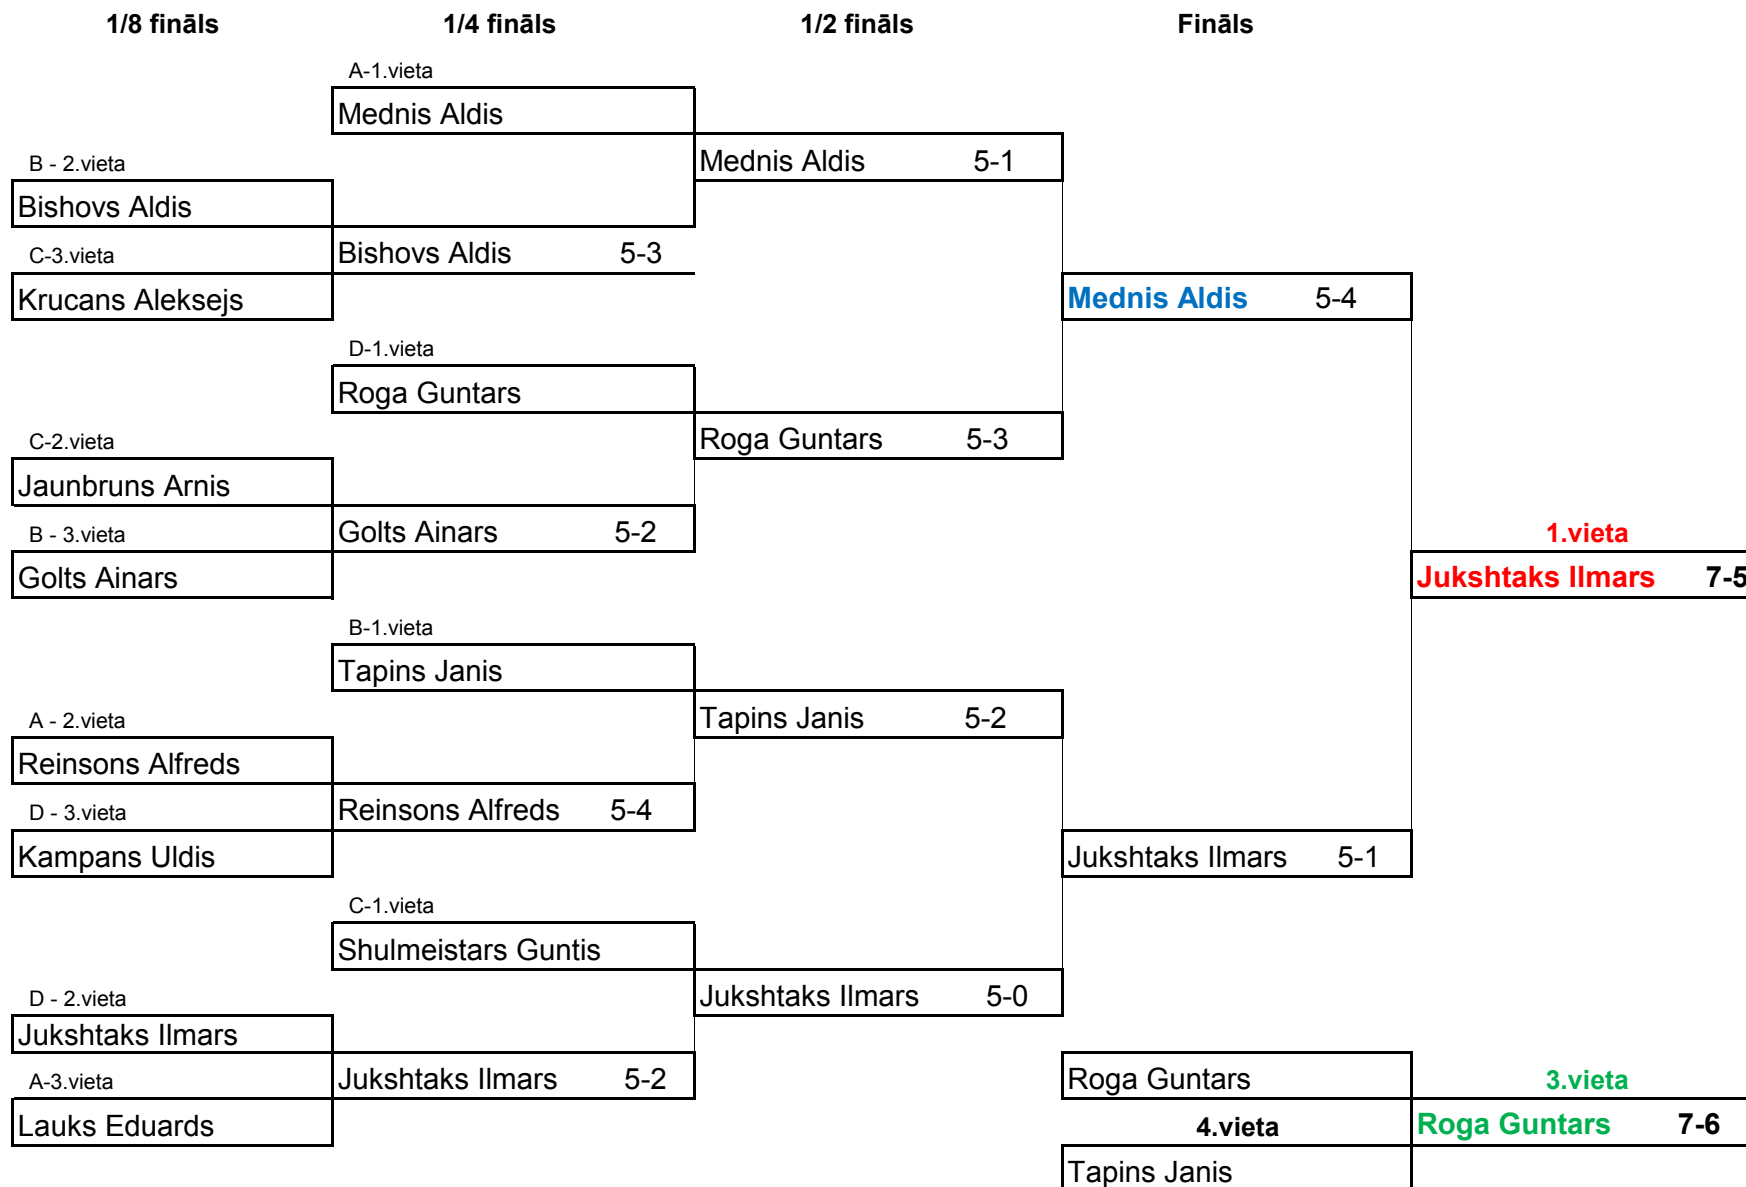 1/8 fināls 1/4 fināls 1/2 fināls Fināls
A-1.vieta
Mednis Aldis
B - 2.vieta Mednis Aldis 5-1
Bishovs Aldis
C-3.vieta Bishovs Aldis 5-3
Krucans Aleksejs Mednis Aldis 5-4
D-1.vieta
Roga Guntars
C-2.vieta Roga Guntars 5-3
Jaunbruns Arnis
B - 3.vieta Golts Ainars 5-2 1.vieta
Golts Ainars Jukshtaks Ilmars 7-5
B-1.vieta
Tapins Janis
A - 2.vieta Tapins Janis 5-2
Reinsons Alfreds
D - 3.vieta Reinsons Alfreds 5-4
Kampans Uldis Jukshtaks Ilmars 5-1
C-1.vieta
Shulmeistars Guntis
D - 2.vieta Jukshtaks Ilmars 5-0
Jukshtaks Ilmars
A-3.vieta Jukshtaks Ilmars 5-2 Roga Guntars 3.vieta
Lauks Eduards 4.vieta Roga Guntars 7-6
Tapins Janis